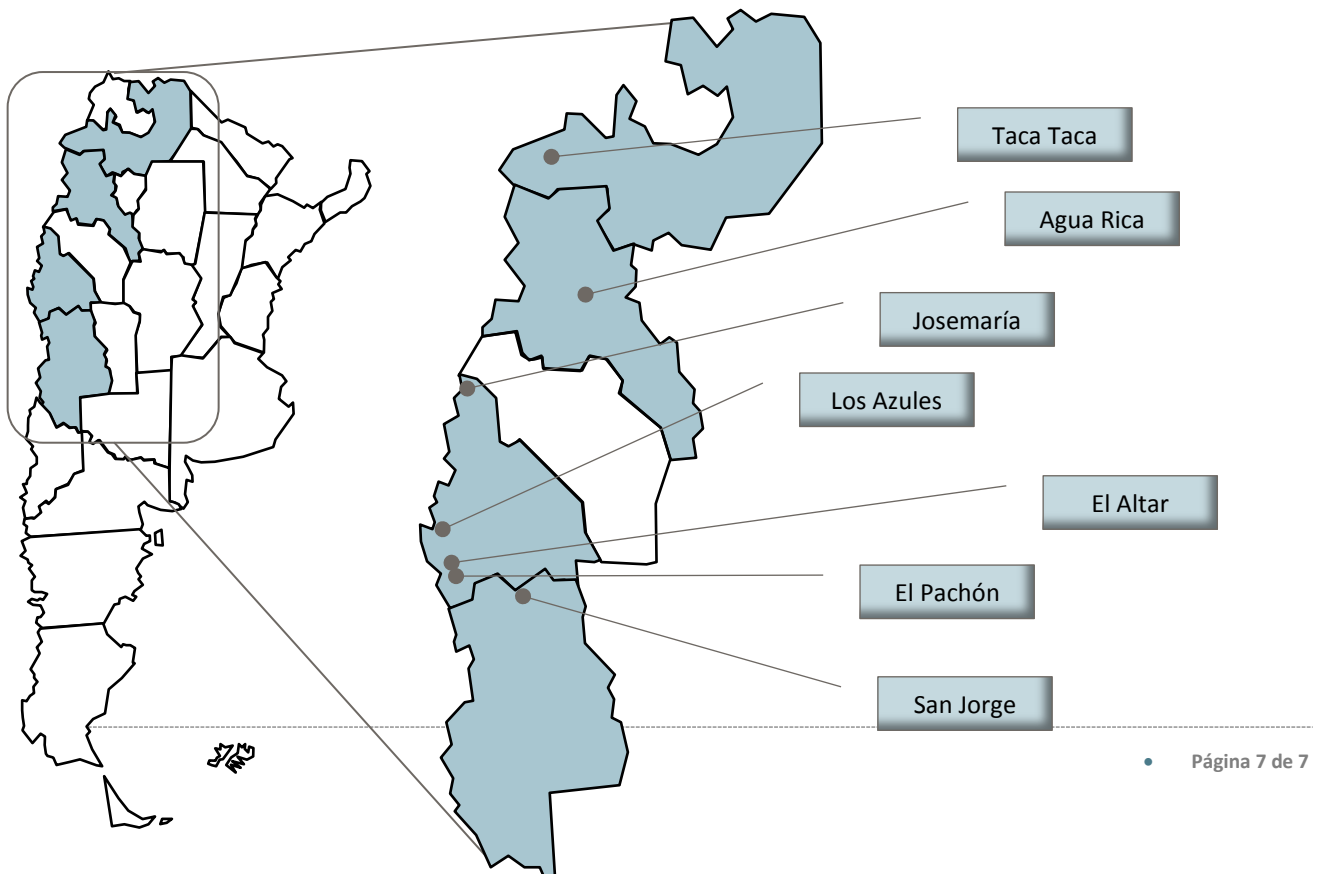 Taca Taca
Agua Rica
Josemaría
Los Azules
El Altar
El Pachón
San Jorge
• Página 7 de 7